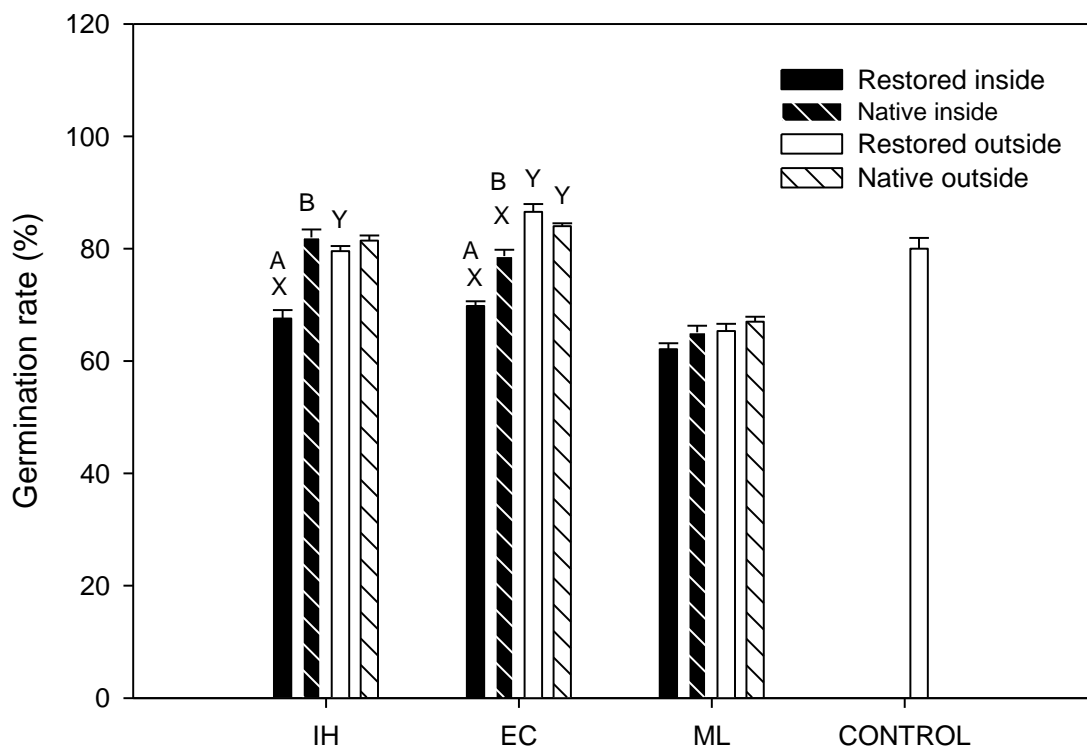 120
100
80
60
40
20
0
Germination rate (%)
Restored inside
Native inside
Restored outside
Native outside
A
X
B
Y
A
X
B
X
Y
Y
IH
EC
ML
CONTROL